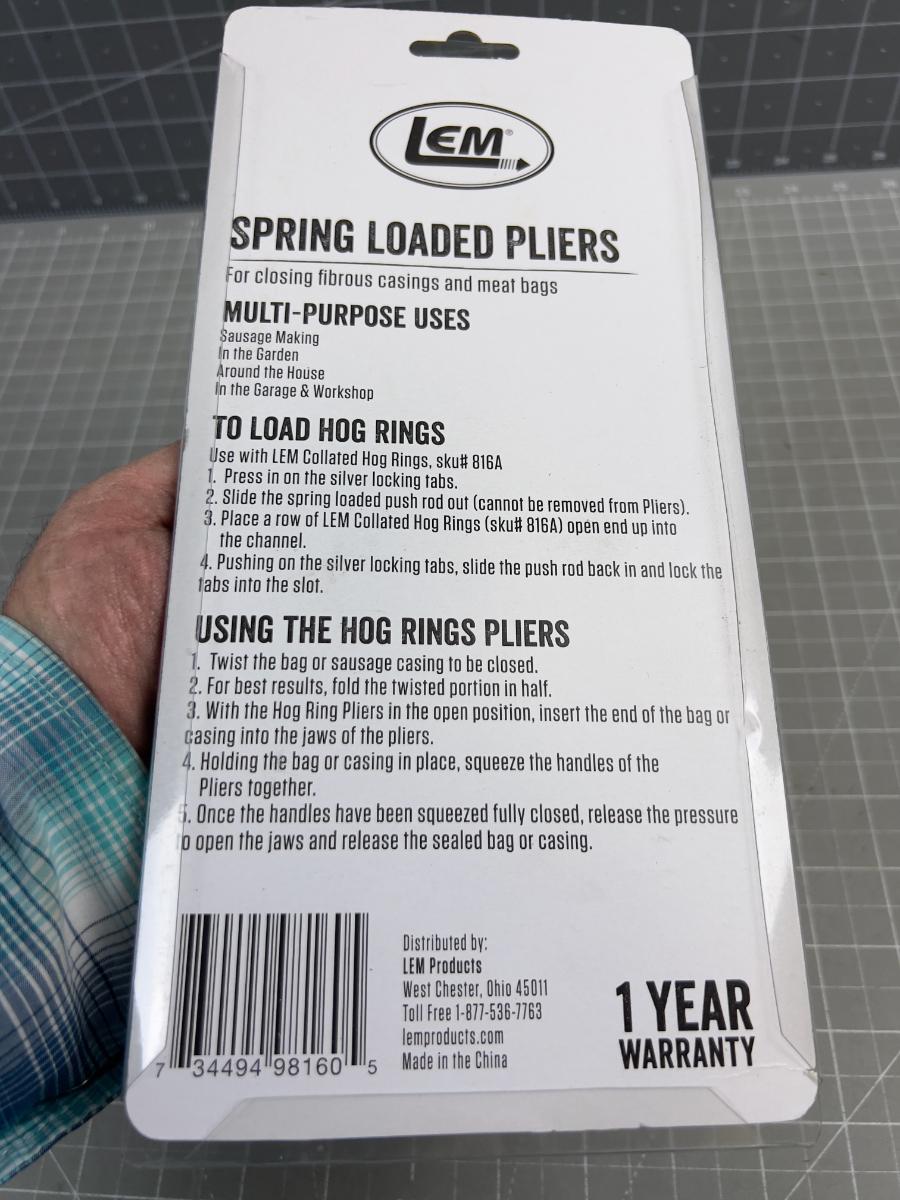 LEM®
SPRING LOADED PLIERS
For closing fibrous casings and meat bags
MULTI-PURPOSE USES
Sausage Making
In the Garden
Around the House
In the Garage & Workshop
TO LOAD HOG RINGS
Use with LEM Collated Hog Rings, sku# 816A
1. Press in on the silver locking tabs.
2. Slide the spring loaded push rod out (cannot be removed from Pliers).
3. Place a row of LEM Collated Hog Rings (sku# 816A) open end up into
the channel.
4. Pushing on the silver locking tabs, slide the push rod back in and lock the
tabs into the slot.
USING THE HOG RINGS PLIERS
1. Twist the bag or sausage casing to be closed.
2. For best results, fold the twisted portion in half.
3. With the Hog Ring Pliers in the open position, insert the end of the bag or
casing into the jaws of the pliers.
4. Holding the bag or casing in place, squeeze the handles of the
Pliers together.
5. Once the handles have been squeezed fully closed, release the pressure
to open the jaws and release the sealed bag or casing.
7 34494 98160 5
Distributed by:
LEM Products
West Chester, Ohio 45011
Toll Free 1-877-536-7763
lemproducts.com
Made in the China
1 YEAR
WARRANTY